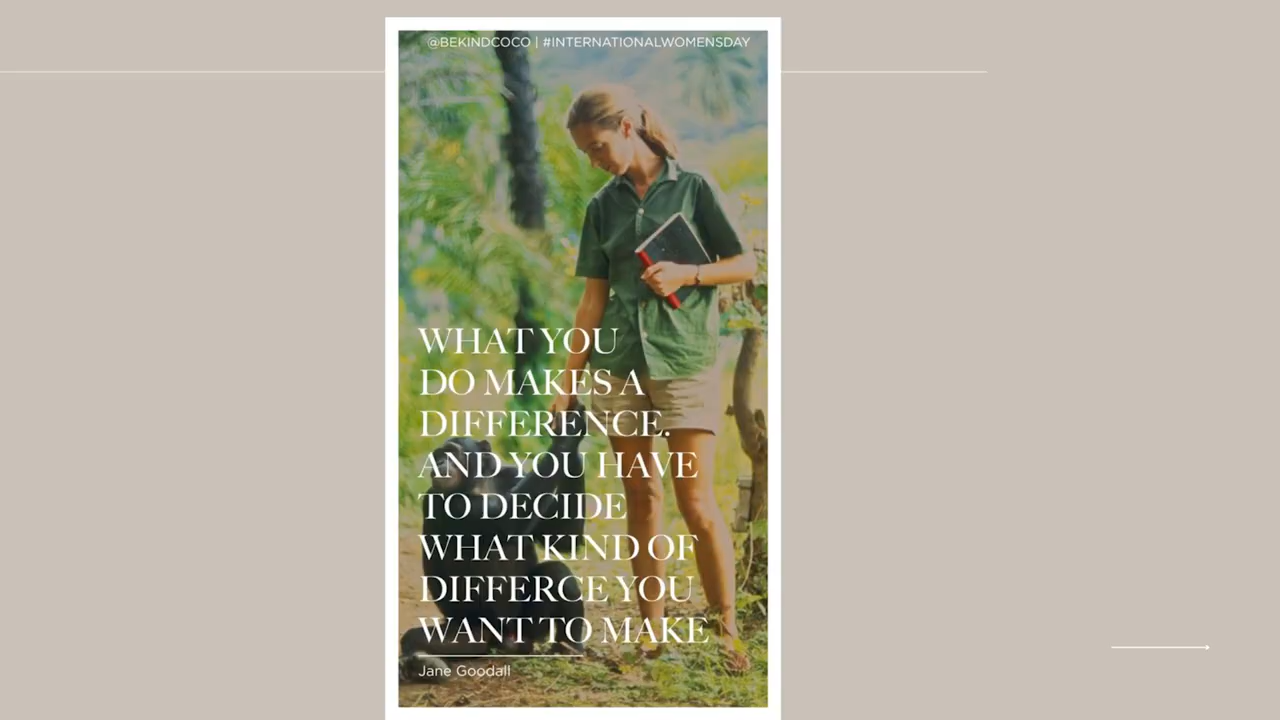 @BEKINDCOCO | #INTERNATIONALWOMENSDAY
WHAT YOU
DO MAKES A
DIFFERENCE.
AND YOU HAVE
TO DECIDE
WHAT KIND OF
DIFFERCE YOU
WANT TO MAKE
Jane Goodall